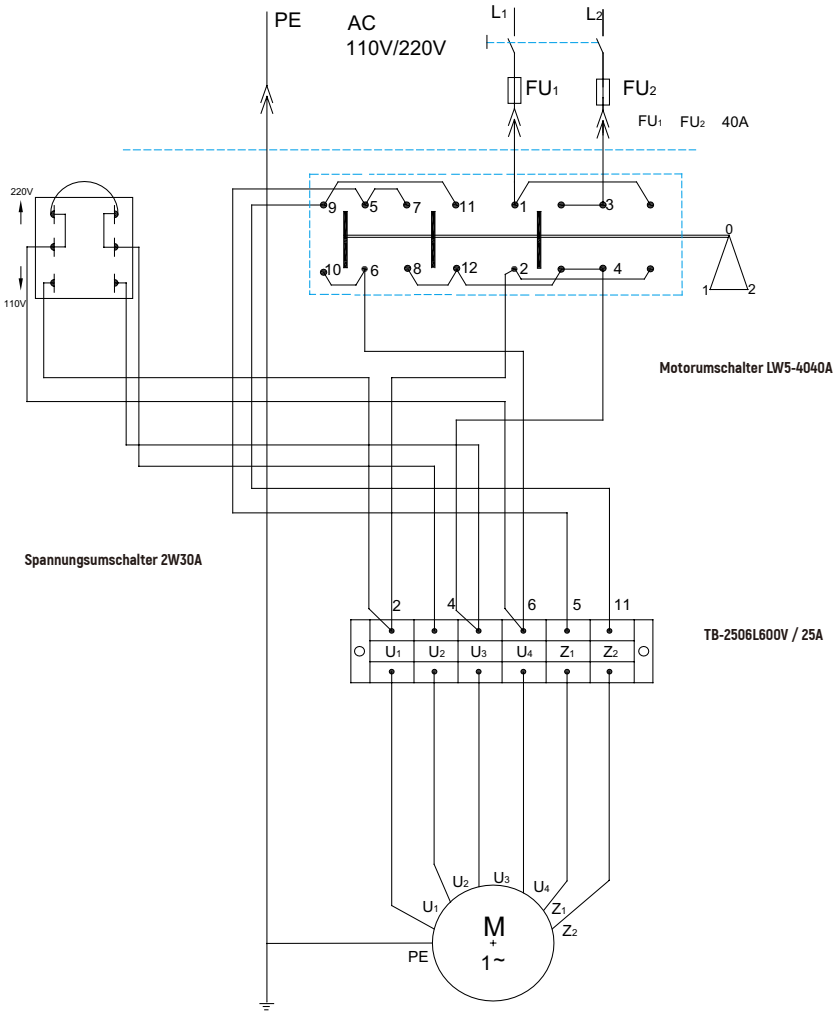 PE
AC
110V/220V
L1
L2
FU1
FU2
FU1 FU2 40A
220V
110V
9
5
7
11
1
3
10
6
8
12
2
4
0
1
2
Motorumschalter LW5-4040A
Spannungsumschalter 2W30A
2
4
6
5
11
TB-2506L600V / 25A
U1
U2
U3
U4
Z1
Z2
U1
U2
U3
U4
Z1
Z2
PE
M
1~